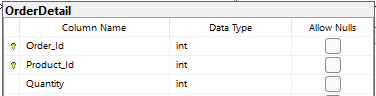 OrderDetail
Column Name Data Type Allow Nulls
Order_Id int
Product_Id int
Quantity int